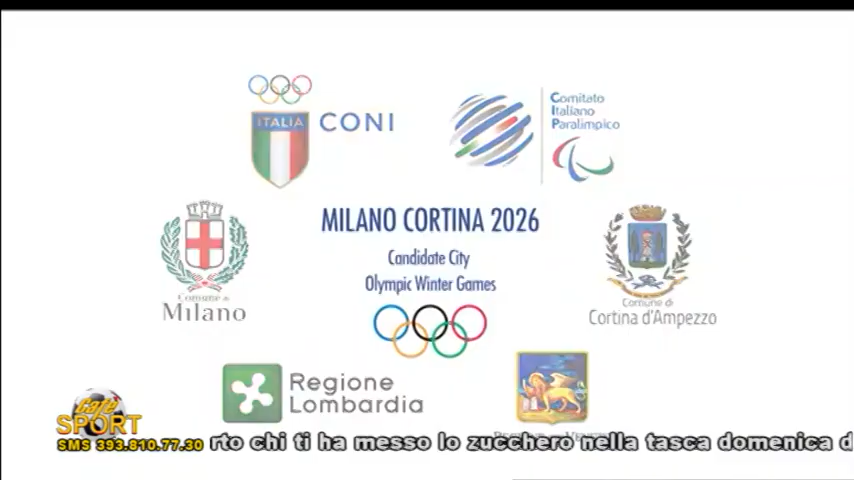 ITALIA
CONI
Comitato
Italiano
Paralimpico
MILANO CORTINA 2026
Candidate City
Olympic Winter Games
Comune di
Milano
Comune di
Cortina d'Ampezzo
Regione
Lombardia
Cafè
SPORT
SMS 393.810.77.30
rto chi ti ha messo lo zucchero nella tasca domenica d